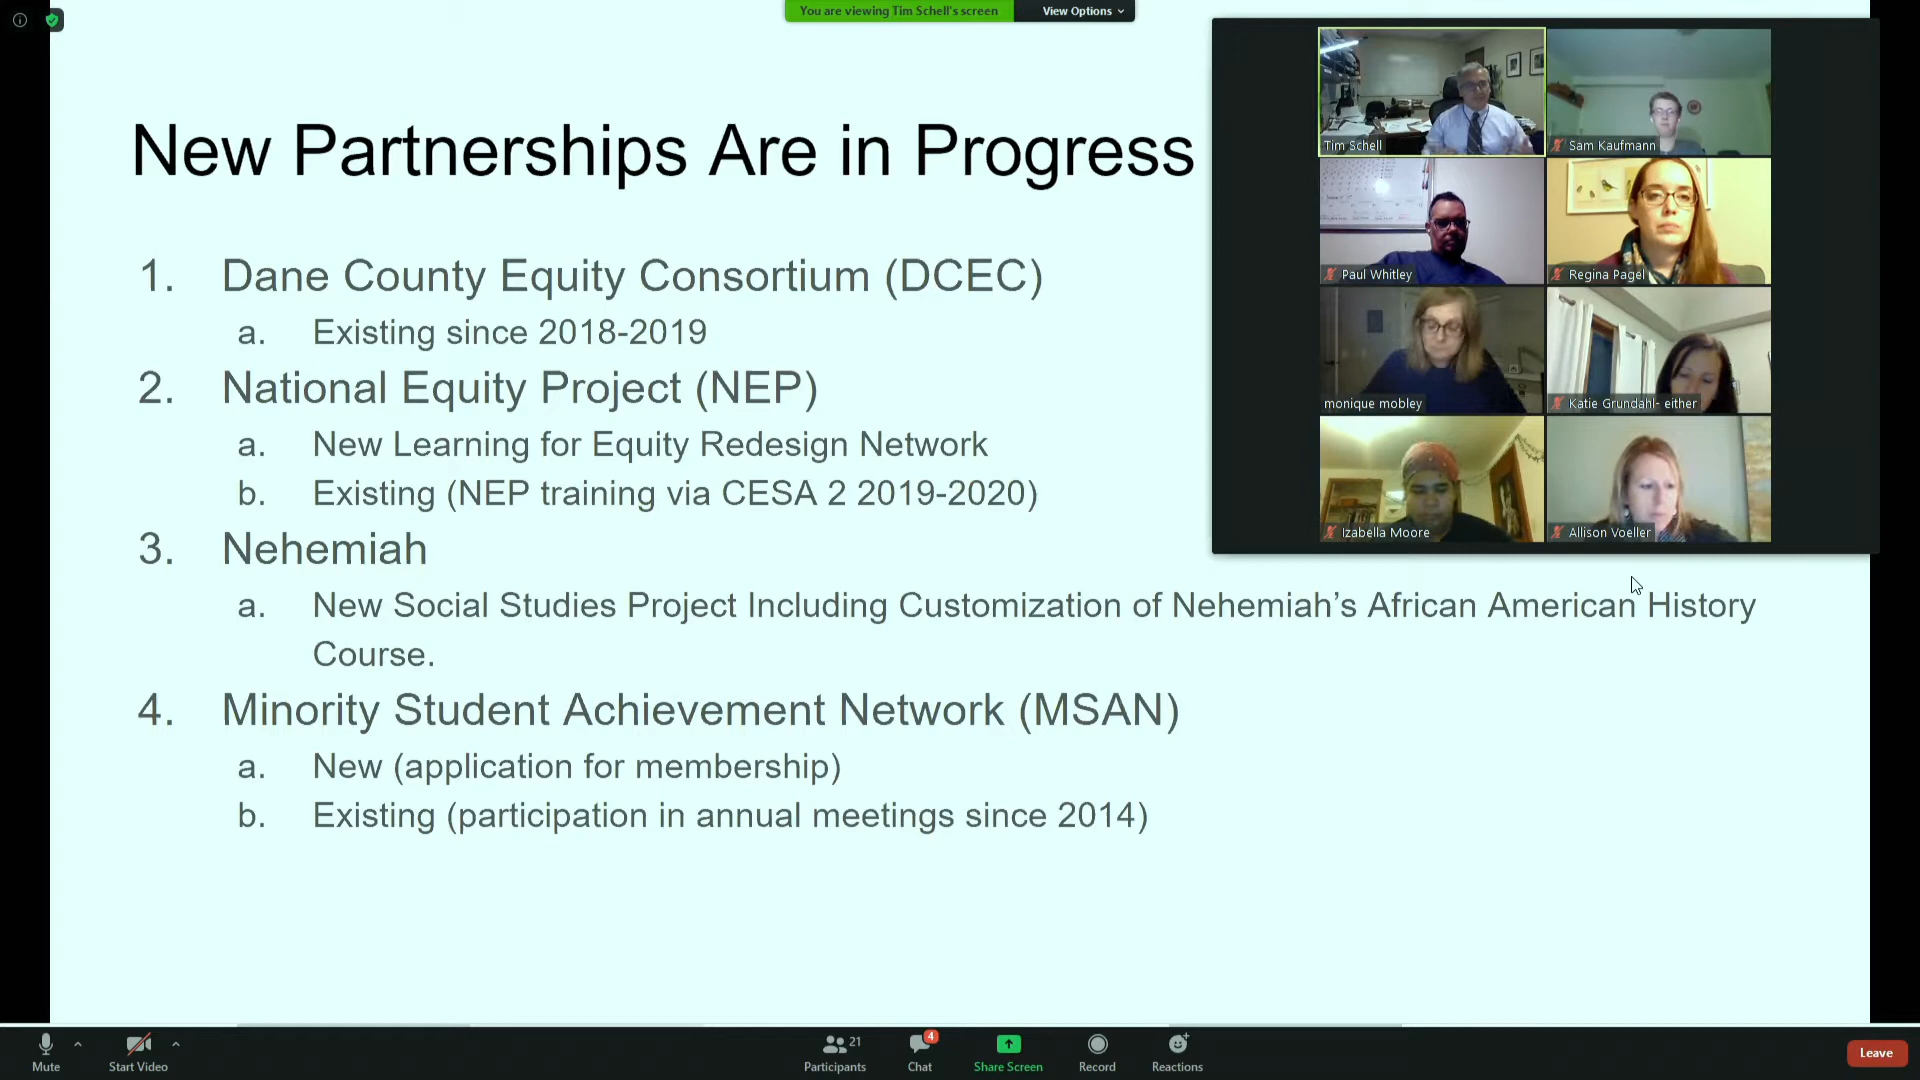 You are viewing Tim Schell's screen
View Options
New Partnerships Are in Progress
1. Dane County Equity Consortium (DCEC)
a. Existing since 2018-2019
2. National Equity Project (NEP)
a. New Learning for Equity Redesign Network
b. Existing (NEP training via CESA 2 2019-2020)
3. Nehemiah
a. New Social Studies Project Including Customization of Nehemiah’s African American History
Course.
4. Minority Student Achievement Network (MSAN)
a. New (application for membership)
b. Existing (participation in annual meetings since 2014)
Tim Schell
Sam Kaufmann
Paul Whitley
Regina Pagel
monique mobley
Katie Grundahl- either
Izabella Moore
Allison Voeller
Mute
Start Video
21
Participants
4
Chat
Share Screen
Record
Reactions
Leave